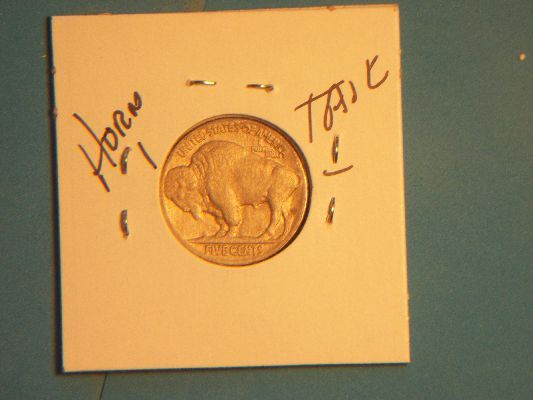 HORN
TAIL
UNITED STATES OF AMERICA
FIVE CENTS